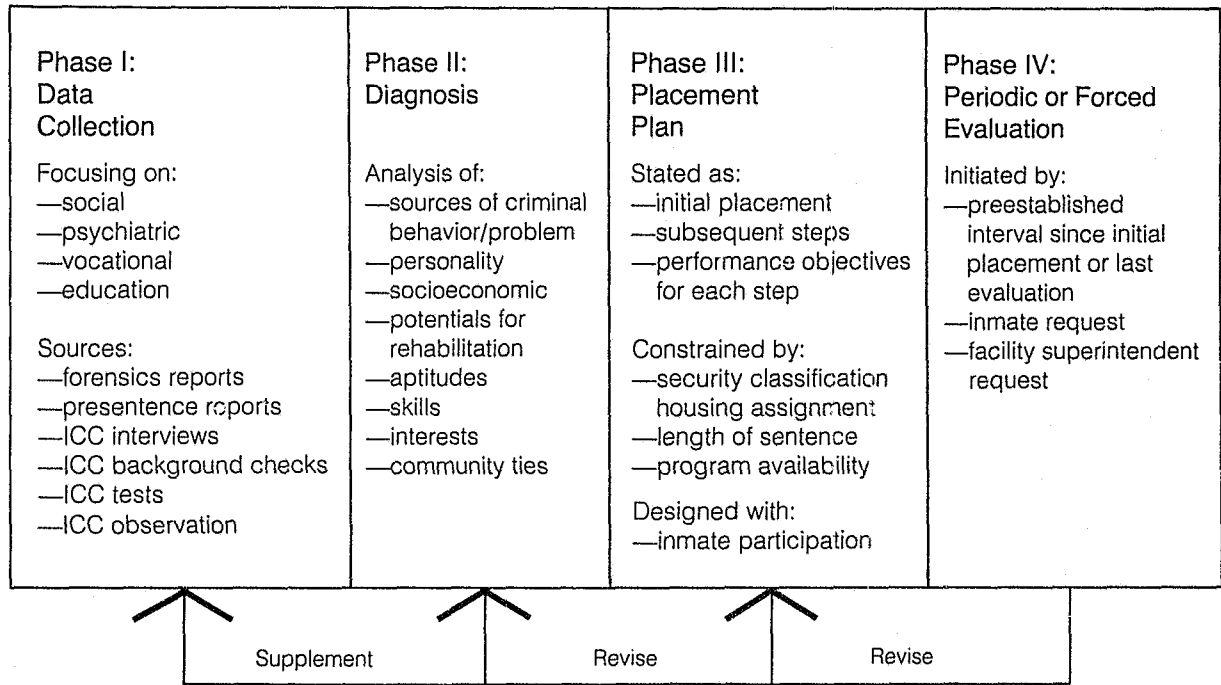 Phase I:
Data
Collection
Focusing on:
—social
—psychiatric
—vocational
—education
Sources:
—forensics reports
—presentence reports
—ICC interviews
—ICC background checks
—ICC tests
—ICC observation
Phase II:
Diagnosis
Analysis of:
—sources of criminal
behavior/problem
—personality
—socioeconomic
—potentials for
rehabilitation
—aptitudes
—skills
—interests
—community ties
Phase III:
Placement
Plan
Stated as:
—initial placement
—subsequent steps
—performance objectives
for each step
Constrained by:
—security classification
housing assignment
—length of sentence
—program availability
Designed with:
—inmate participation
Phase IV:
Periodic or Forced
Evaluation
Initiated by:
—preestablished
interval since initial
placement or last
evaluation
—inmate request
—facility superintendent
request
Supplement
Revise
Revise